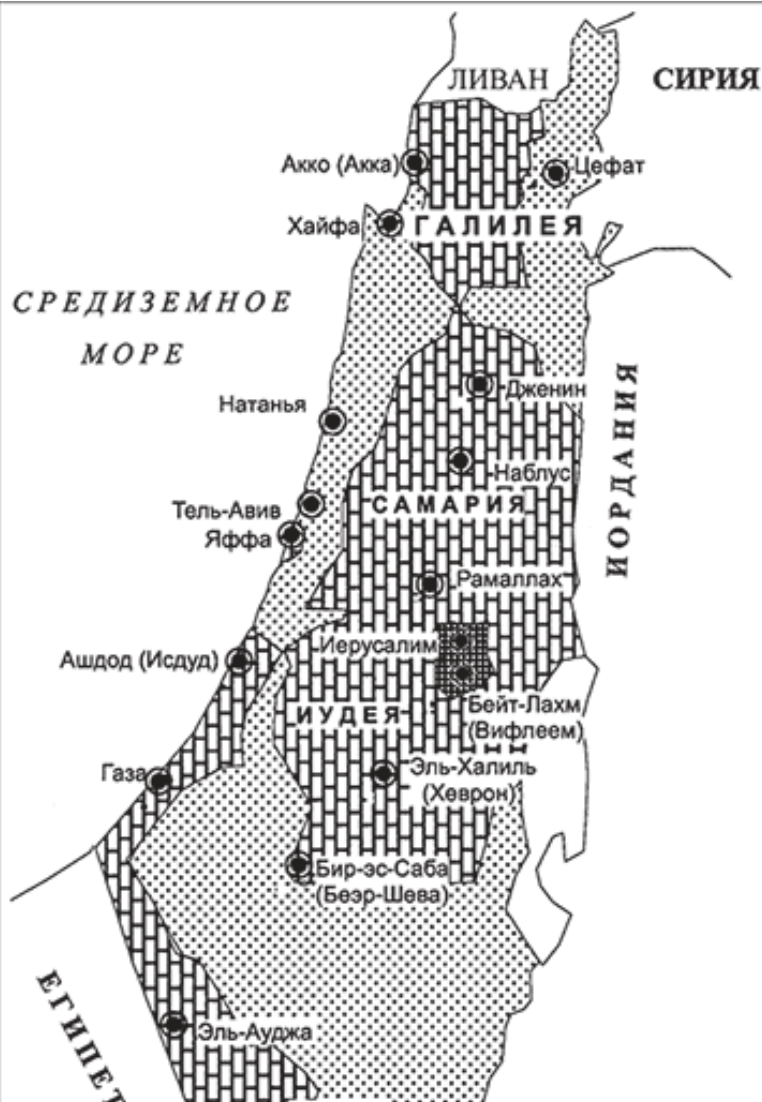 ЛИВАН
СИРИЯ
Акко (Акка)
Цефат
Хайфа
ГАЛИЛЕЯ
СРЕДИЗЕМНОЕ
МОРЕ
Дженин
Натанья
ИОРДАНИЯ
Наблус
САМАРИЯ
Тель-Авив
Яффа
Рамаллах
Иерусалим
Ашдод (Исдуд)
Бейт-Лахм
(Вифлеем)
ИУДЕЯ
Газа
Эль-Халиль
(Хеврон)
Бир-эс-Саба
(Беэр-Шева)
ЕГИПЕТ
Эль-Ауджа